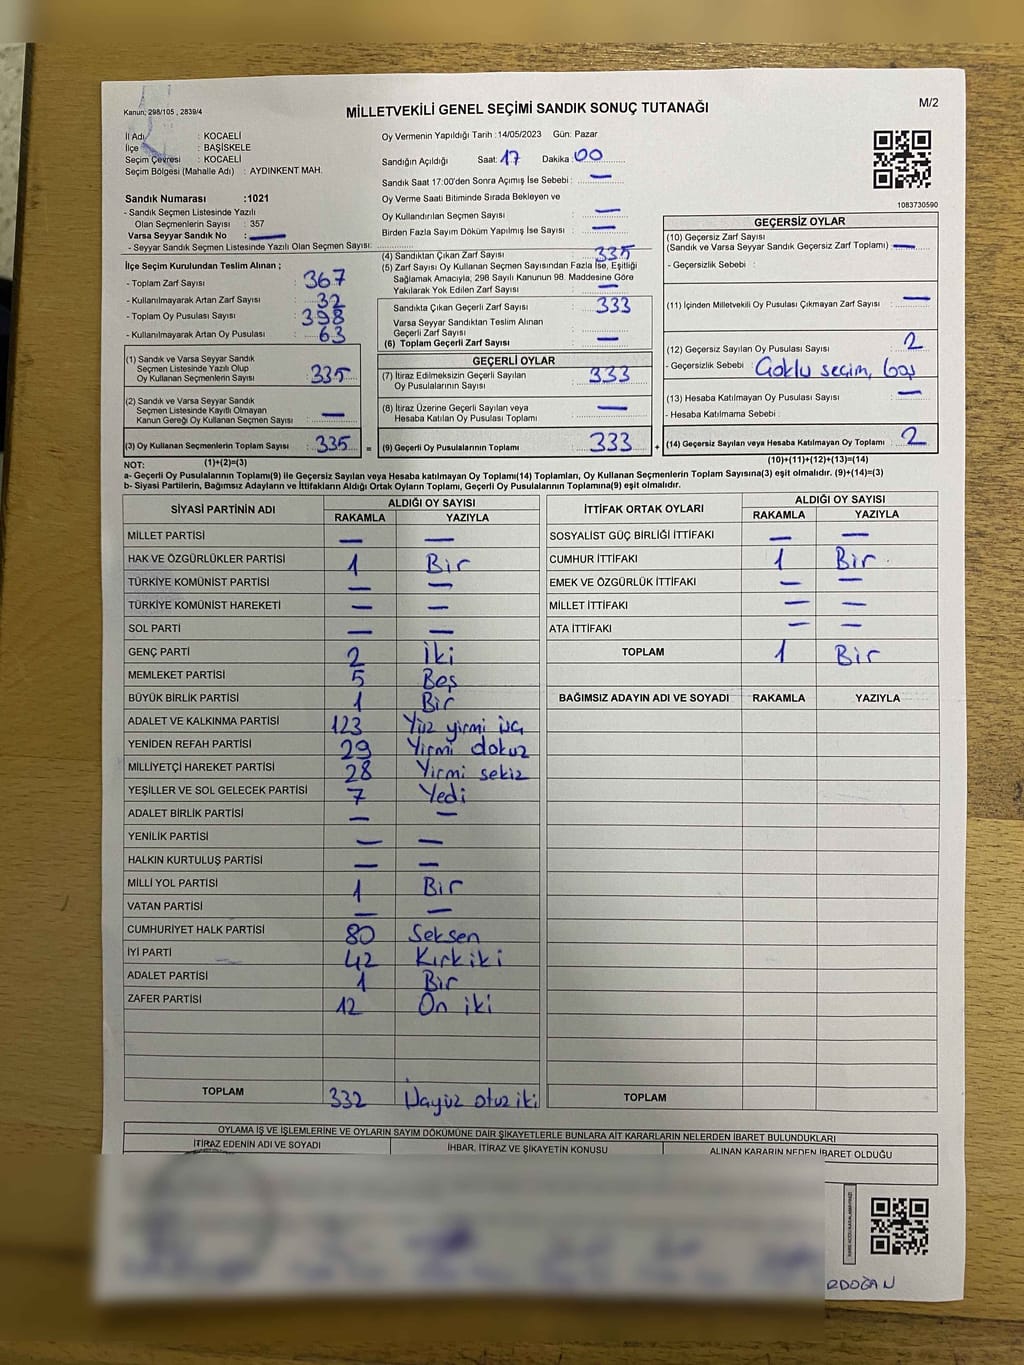 Kanun; 298/105 , 2839/4
MİLLETVEKİLİ GENEL SEÇİMİ SANDIK SONUÇ TUTANAĞI
M/2
İl Adı : KOCAELİ
İlçe : BAŞİSKELE
Seçim Çevresi : KOCAELİ
Seçim Bölgesi (Mahalle Adı) : AYDINKENT MAH.
Sandık Numarası :1021
- Sandık Seçmen Listesinde Yazılı
Olan Seçmenlerin Sayısı : 357
Varsa Seyyar Sandık No : —
- Seyyar Sandık Seçmen Listesinde Yazılı Olan Seçmen Sayısı:
Oy Vermenin Yapıldığı Tarih :14/05/2023 Gün: Pazar
Sandığın Açıldığı Saat: 17 Dakika : 00
Sandık Saat 17:00'den Sonra Açımış İse Sebebi : —
Oy Verme Saati Bitiminde Sırada Bekleyen ve
Oy Kullandırılan Seçmen Sayısı : —
Birden Fazla Sayım Döküm Yapılmış İse Sayısı : —
1083730590
İlçe Seçim Kurulundan Teslim Alınan ;
- Toplam Zarf Sayısı : 367
- Kullanılmayarak Artan Zarf Sayısı : 32
- Toplam Oy Pusulası Sayısı : 398
- Kullanılmayarak Artan Oy Pusulası : 63
(1) Sandık ve Varsa Seyyar Sandık
Seçmen Listesinde Yazılı Olup
Oy Kullanan Seçmenlerin Sayısı : 335
(2) Sandık ve Varsa Seyyar Sandık
Seçmen Listesinde Kayıtlı Olmayan
Kanun Gereği Oy Kullanan Seçmen Sayısı : —
(3) Oy Kullanan Seçmenlerin Toplam Sayısı : 335 =
(1)+(2)=(3)
(4) Sandıktan Çıkan Zarf Sayısı : 335
(5) Zarf Sayısı Oy Kullanan Seçmen Sayısından Fazla İse, Eşitliği
Sağlamak Amacıyla; 298 Sayılı Kanunun 98. Maddesine Göre
Yakılarak Yok Edilen Zarf Sayısı : —
Sandıkta Çıkan Geçerli Zarf Sayısı : 333
Varsa Seyyar Sandıktan Teslim Alınan
Geçerli Zarf Sayısı :
(6) Toplam Geçerli Zarf Sayısı : —
GEÇERLİ OYLAR
(7) İtiraz Edilmeksizin Geçerli Sayılan
Oy Pusulalarının Sayısı : 333
(8) İtiraz Üzerine Geçerli Sayılan veya
Hesaba Katılan Oy Pusulası Toplamı : —
(9) Geçerli Oy Pusulalarının Toplamı : 333 +
GEÇERSİZ OYLAR
(10) Geçersiz Zarf Sayısı
(Sandık ve Varsa Seyyar Sandık Geçersiz Zarf Toplamı) : —
- Geçersizlik Sebebi :
(11) İçinden Milletvekili Oy Pusulası Çıkmayan Zarf Sayısı : —
(12) Geçersiz Sayılan Oy Pusulası Sayısı : 2
- Geçersizlik Sebebi : Çoklu seçim, boş
(13) Hesaba Katılmayan Oy Pusulası Sayısı : —
- Hesaba Katılmama Sebebi :
(14) Geçersiz Sayılan veya Hesaba Katılmayan Oy Toplamı : 2
(10)+(11)+(12)+(13)=(14)
NOT:
a- Geçerli Oy Pusulalarının Toplamı(9) ile Geçersiz Sayılan veya Hesaba Katılmayan Oy Toplamı(14) Toplamları, Oy Kullanan Seçmenlerin Toplam Sayısına(3) eşit olmalıdır. (9)+(14)=(3)
b- Siyasi Partilerin, Bağımsız Adayların ve İttifakların Aldığı Ortak Oyların Toplamı, Geçerli Oy Pusulalarının Toplamına(9) eşit olmalıdır.
SİYASİ PARTİNİN ADI ALDIĞI OY SAYISI
RAKAMLA YAZIYLA
MİLLET PARTİSİ — —
HAK VE ÖZGÜRLÜKLER PARTİSİ 1 Bir
TÜRKİYE KOMÜNİST PARTİSİ — —
TÜRKİYE KOMÜNİST HAREKETİ — —
SOL PARTİ — —
GENÇ PARTİ 2 İki
MEMLEKET PARTİSİ 5 Beş
BÜYÜK BİRLİK PARTİSİ 1 Bir
ADALET VE KALKINMA PARTİSİ 123 Yüz yirmi üç
YENİDEN REFAH PARTİSİ 29 Yirmi dokuz
MİLLİYETÇİ HAREKET PARTİSİ 28 Yirmi sekiz
YEŞİLLER VE SOL GELECEK PARTİSİ 7 Yedi
ADALET BİRLİK PARTİSİ — —
YENİLİK PARTİSİ — —
HALKIN KURTULUŞ PARTİSİ — —
MİLLİ YOL PARTİSİ 1 Bir
VATAN PARTİSİ — —
CUMHURİYET HALK PARTİSİ 80 Seksen
İYİ PARTİ 42 Kırk iki
ADALET PARTİSİ 1 Bir
ZAFER PARTİSİ 12 On iki
TOPLAM 332 Üçyüz otuz iki
İTTİFAK ORTAK OYLARI ALDIĞI OY SAYISI
RAKAMLA YAZIYLA
SOSYALİST GÜÇ BİRLİĞİ İTTİFAKI — —
CUMHUR İTTİFAKI 1 Bir
EMEK VE ÖZGÜRLÜK İTTİFAKI — —
MİLLET İTTİFAKI — —
ATA İTTİFAKI — —
TOPLAM 1 Bir
BAĞIMSIZ ADAYIN ADI VE SOYADI RAKAMLA YAZIYLA
TOPLAM
OYLAMA İŞ VE İŞLEMLERİNE VE OYLARIN SAYIM DÖKÜMÜNE DAİR ŞİKAYETLERLE BUNLARA AİT KARARLARIN NELERDEN İBARET BULUNDUKLARI
İTİRAZ EDENİN ADI VE SOYADI İHBAR, İTİRAZ VE ŞİKAYETİN KONUSU ALINAN KARARIN NEDEN İBARET OLDUĞU
RDOĞAN